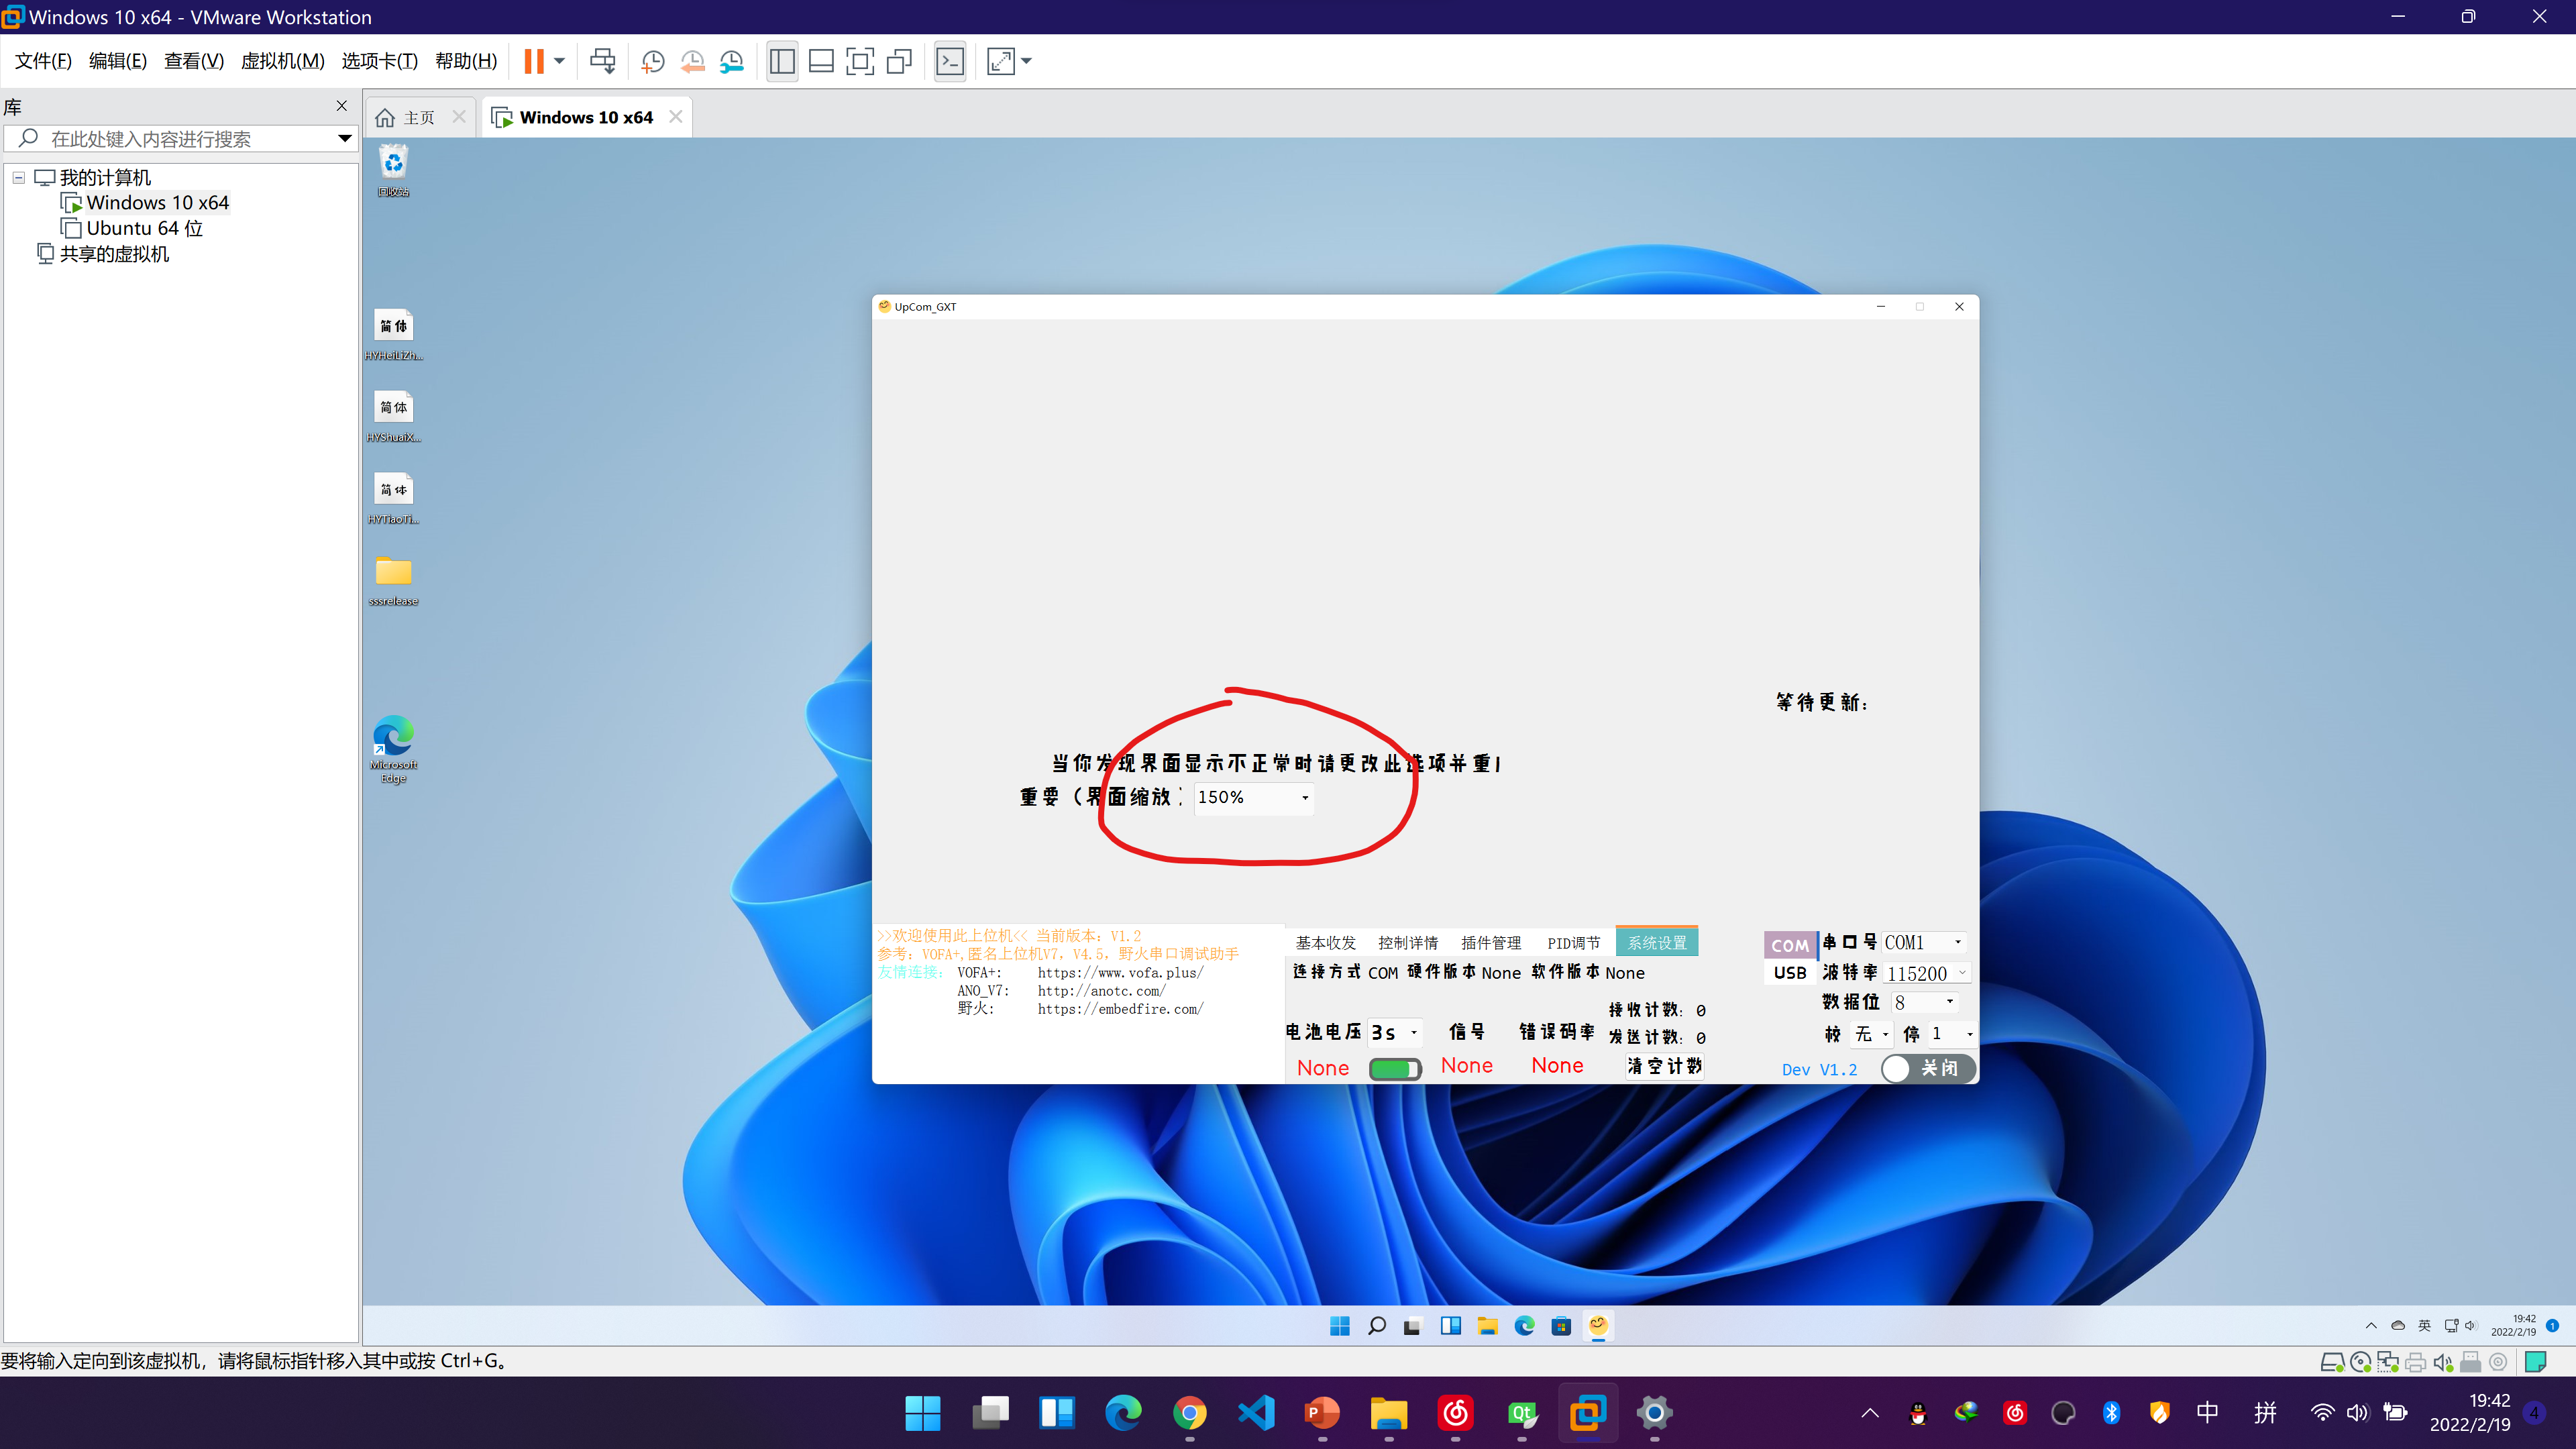 Windows 10 x64 - VMware Workstation
文件(F) 编辑(E) 查看(V) 虚拟机(M) 选项卡(T) 帮助(H)
库
在此处键入内容进行搜索
我的计算机
Windows 10 x64
Ubuntu 64 位
共享的虚拟机
主页
Windows 10 x64
回收站
简体
HYHeiLiZh...
简体
HYShuaiX...
简体
HYTiaoTi...
sssrelease
Microsoft
Edge
UpCom_GXT
等待更新：
当你发现界面显示不正常时请更改此选项并重
重要（界面缩放） 150%
>>欢迎使用此上位机<< 当前版本：V1.2
参考：VOFA+,匿名上位机V7，V4.5，野火串口调试助手
友情连接： VOFA+: https://www.vofa.plus/
ANO_V7: http://anotc.com/
野火: https://embedfire.com/
基本收发 控制详情 插件管理 PID调节 系统设置
连接方式 COM 硬件版本 None 软件版本 None
接收计数： 0
电池电压 3s 信号 错误码率
发送计数： 0
None None None 清空计数
COM 串口号 COM1
USB 波特率 115200
数据位 8
校 无 停 1
Dev V1.2 关闭
英 19:42
2022/2/19 1
要将输入定向到该虚拟机，请将鼠标指针移入其中或按 Ctrl+G。
P
Qt
中 拼 19:42
2022/2/19 4